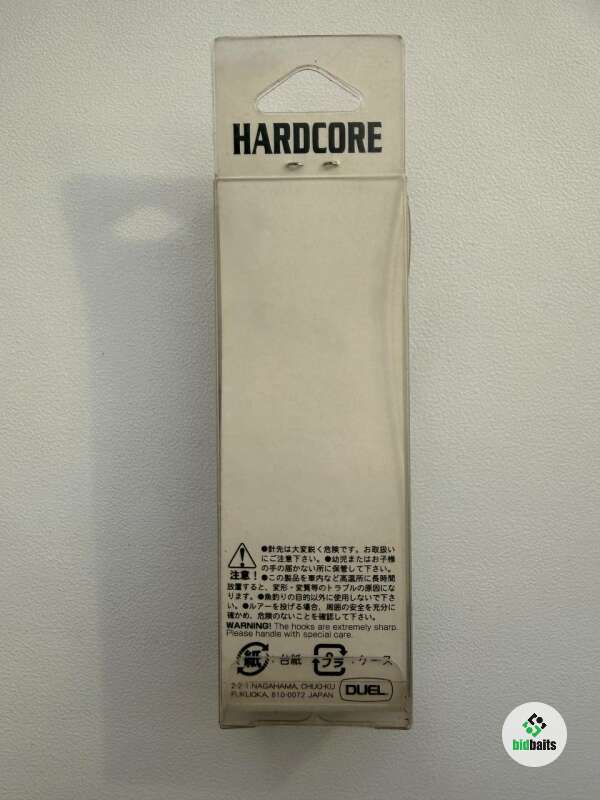 HARDCORE
●針先は大変鋭く危険です。お取扱い
にご注意下さい。●幼児またはお子様
の手の届かない所に保管して下さい。
注意！ ●この製品を車内など高温所に長時間
放置すると、変形・変質等のトラブルの原因になり
ます。●魚釣りの目的以外に使用しないで下さ
い。●ルアーを投げる場合、周囲の安全を充分に
確かめ、危険のないことを確認して下さい。
WARNING! The hooks are extremely sharp.
Please handle with special care.
紙:台紙 プラ:ケース
2-2-1 NAGAHAMA, CHUO-KU
FUKUOKA, 810-0072 JAPAN
DUEL
bidbaits